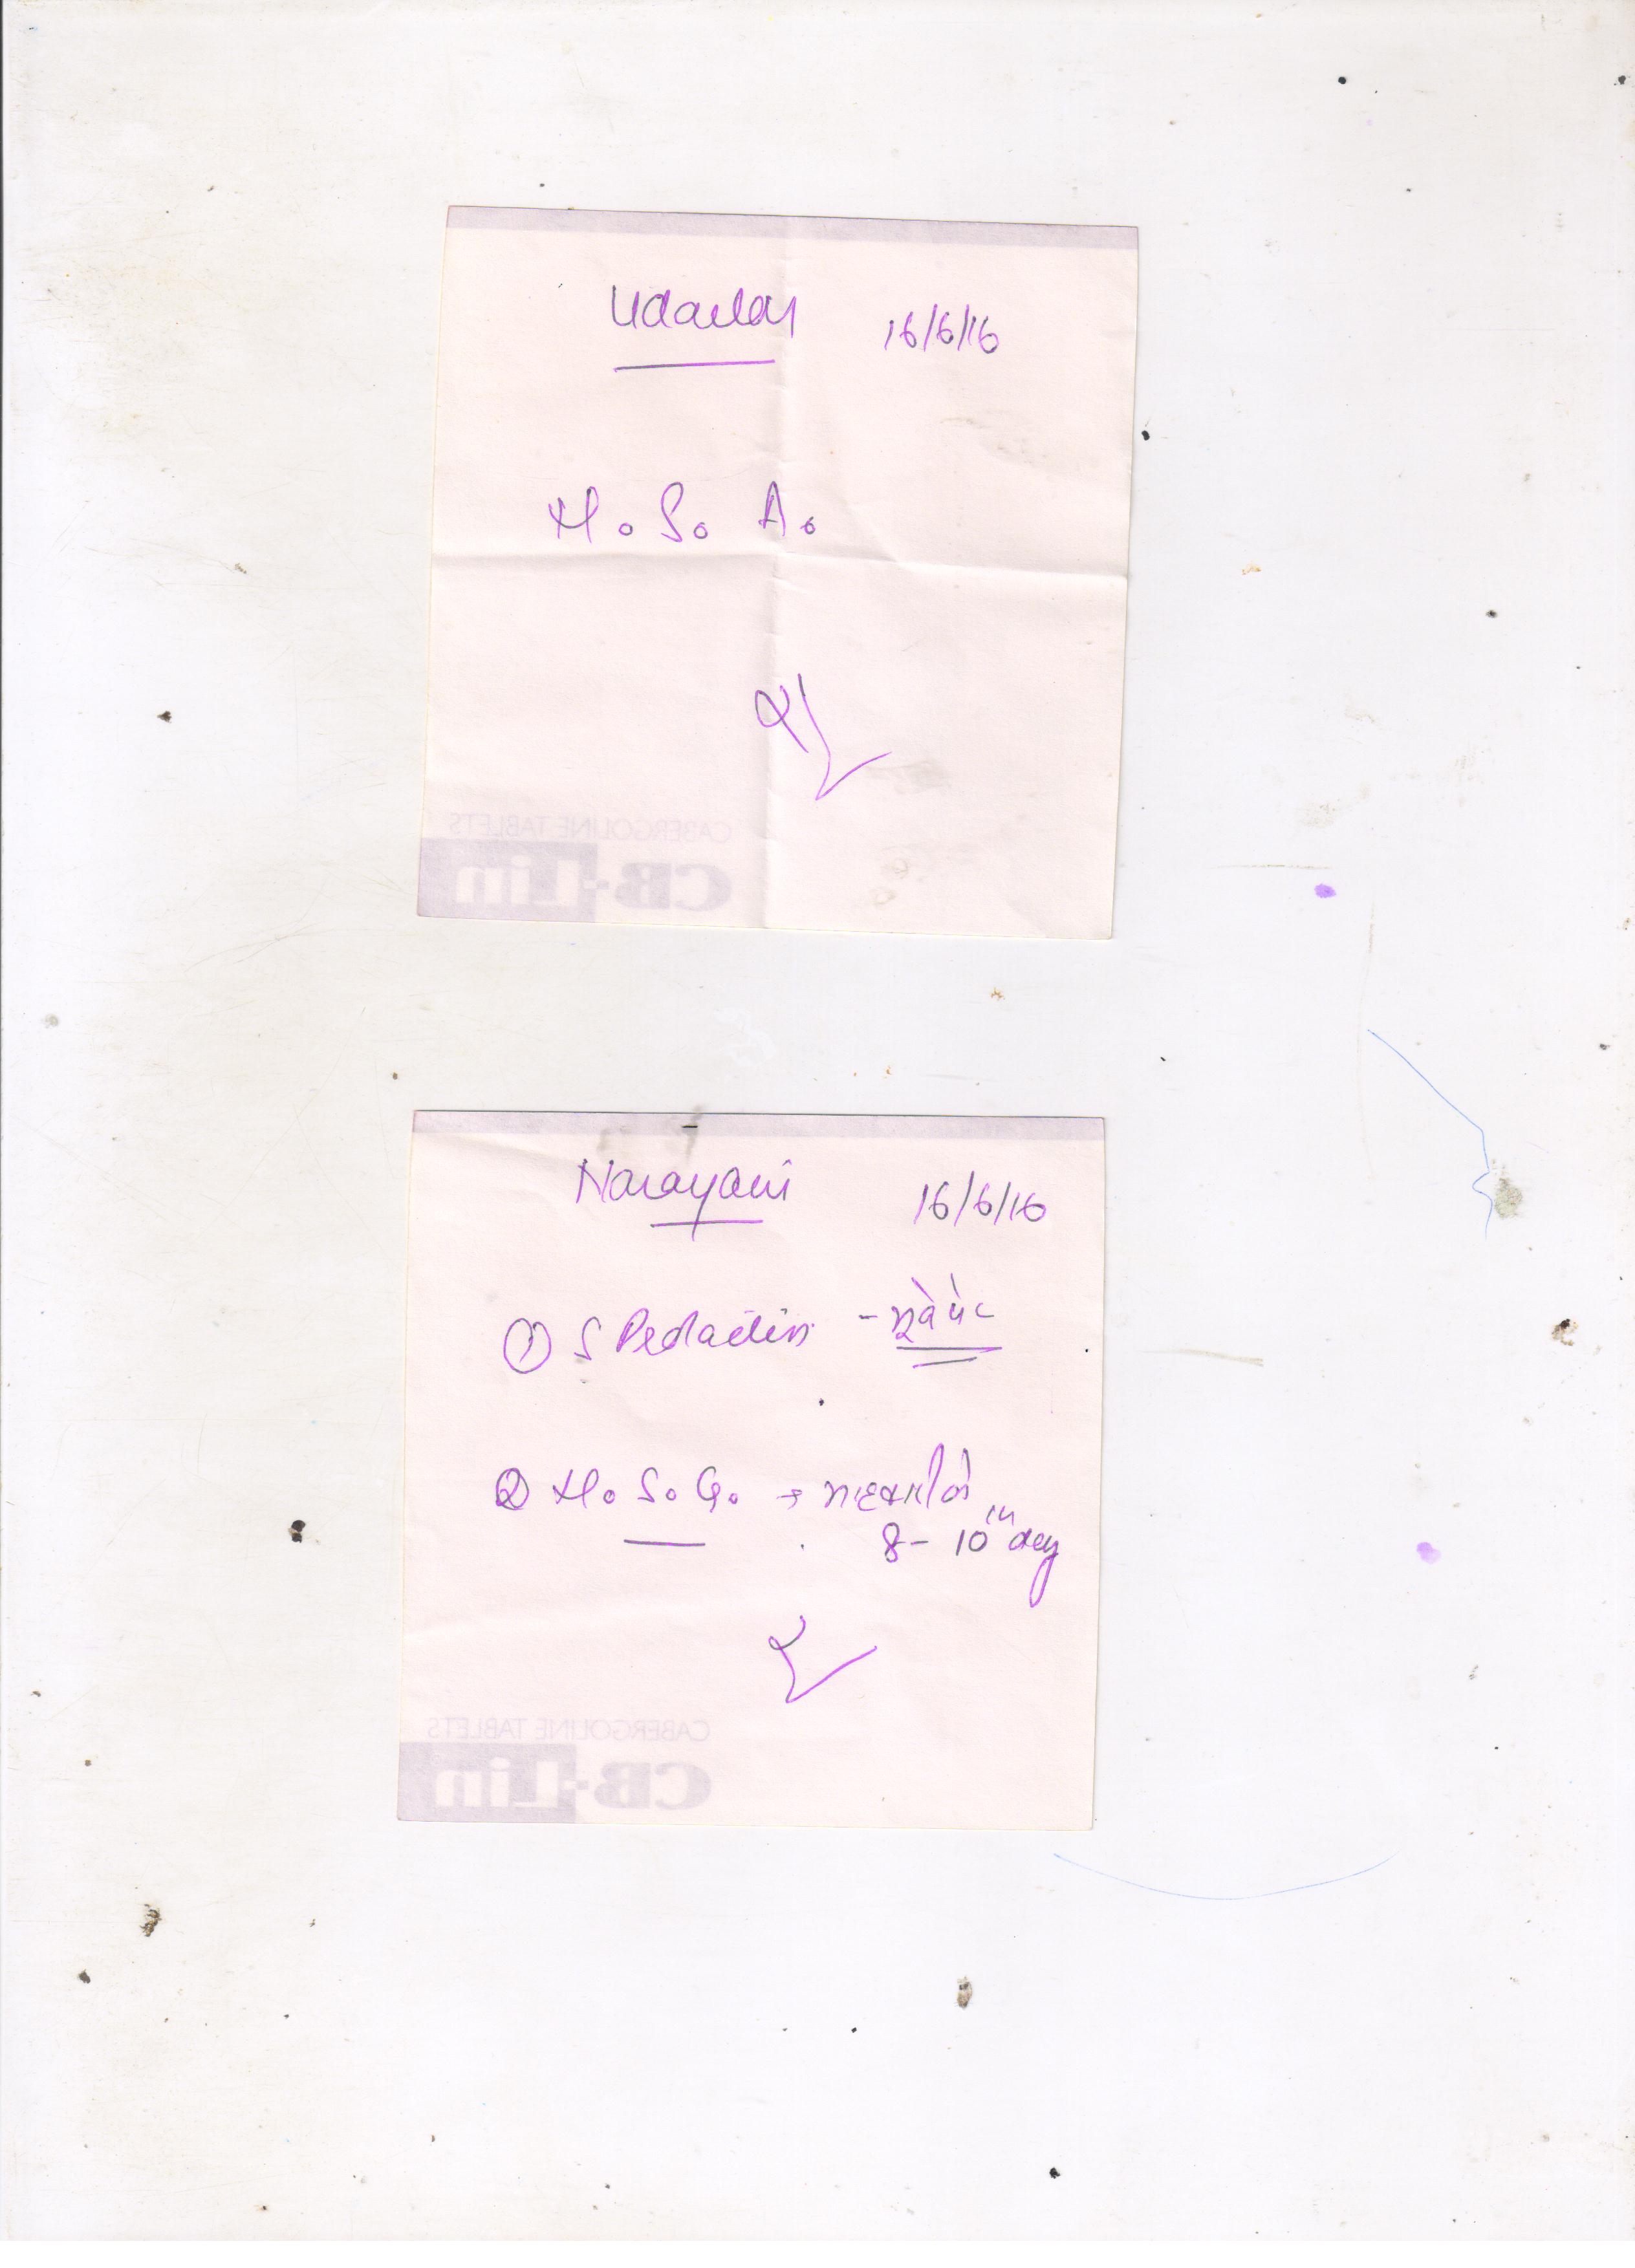 16/6/16
H. S. A.
CABERGOLINE TABLETS
CB-Lin
Narayani 16/6/16
① S Prolactin -
② H. S. G. →
8 - 10th day
CABERGOLINE TABLETS
CB-Lin